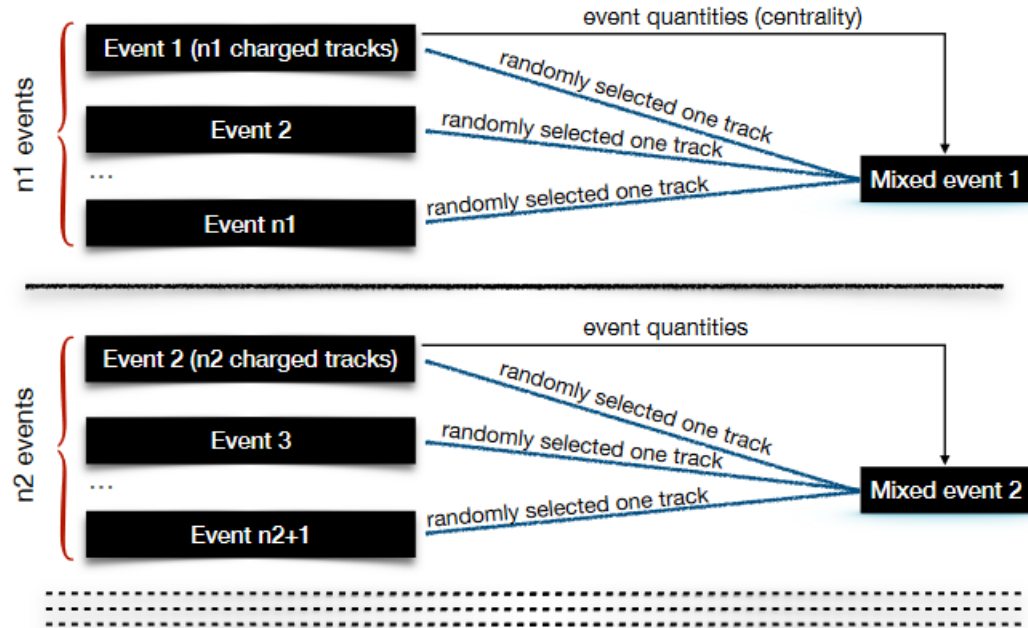 event quantities (centrality)
Event 1 (n1 charged tracks)
randomly selected one track
n1 events
Event 2
randomly selected one track
...
Mixed event 1
randomly selected one track
Event n1
event quantities
Event 2 (n2 charged tracks)
randomly selected one track
n2 events
Event 3
randomly selected one track
...
Mixed event 2
randomly selected one track
Event n2+1